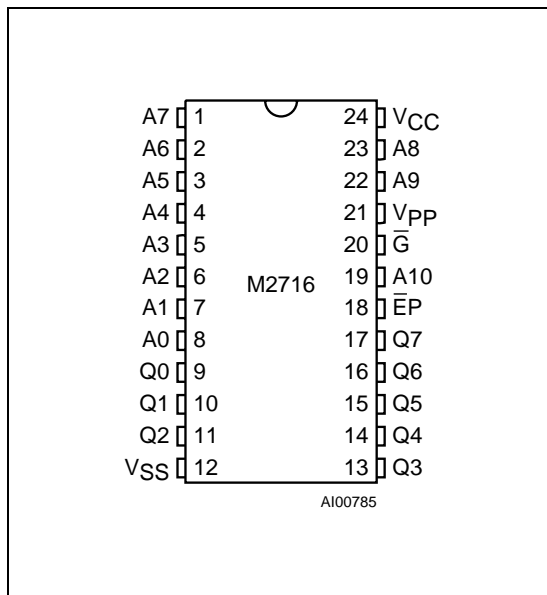 A7 1 24 VCC
A6 2 23 A8
A5 3 22 A9
A4 4 21 VPP
A3 5 20 G̅
A2 6 19 A10
M2716
A1 7 18 E̅P
A0 8 17 Q7
Q0 9 16 Q6
Q1 10 15 Q5
Q2 11 14 Q4
VSS 12 13 Q3
AI00785